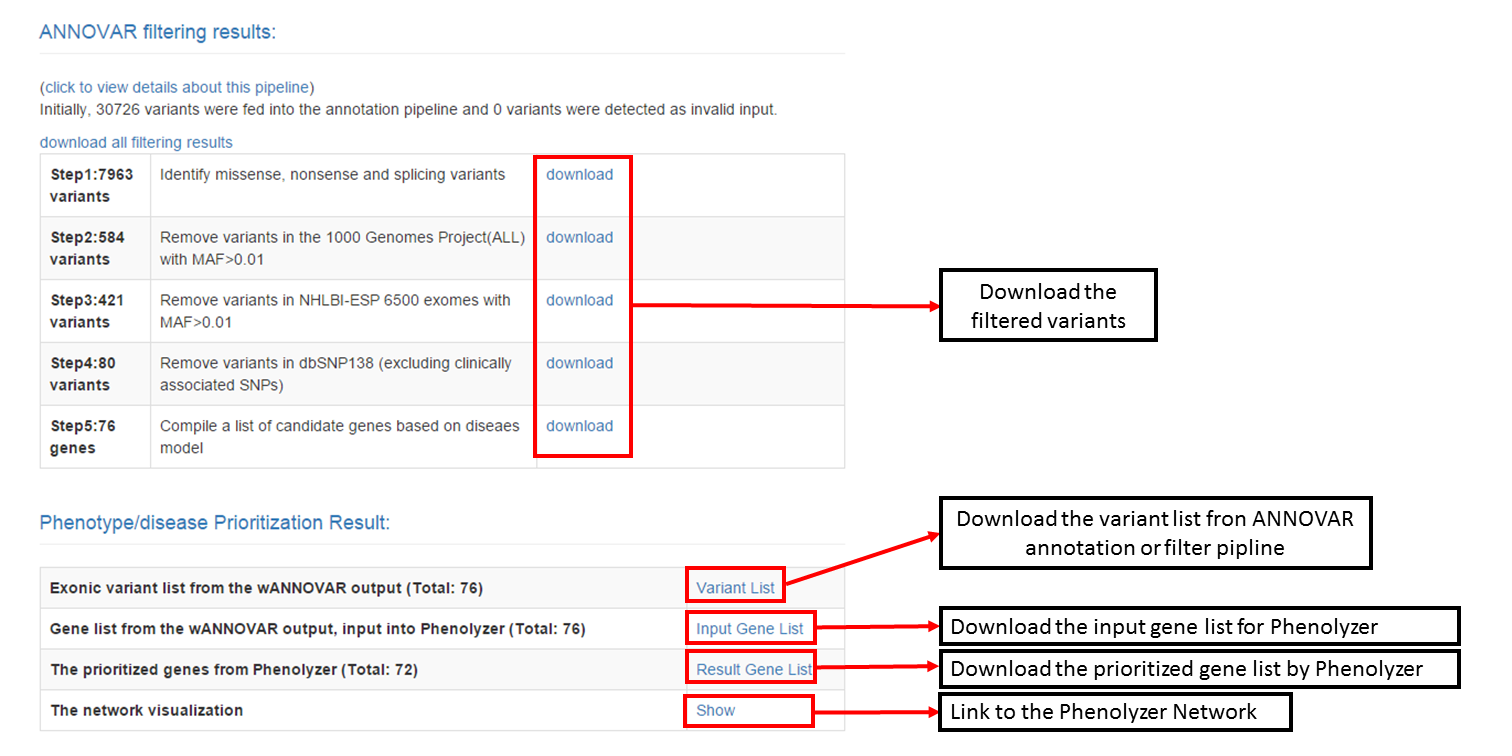 ANNOVAR filtering results:
(click to view details about this pipeline)
Initially, 30726 variants were fed into the annotation pipeline and 0 variants were detected as invalid input.
download all filtering results
Step1:7963
variants
Identify missense, nonsense and splicing variants
download
Step2:584
variants
Remove variants in the 1000 Genomes Project(ALL)
with MAF>0.01
download
Step3:421
variants
Remove variants in NHLBI-ESP 6500 exomes with
MAF>0.01
download
Step4:80
variants
Remove variants in dbSNP138 (excluding clinically
associated SNPs)
download
Step5:76
genes
Compile a list of candidate genes based on diseaes
model
download
Download the
filtered variants
Phenotype/disease Prioritization Result:
Exonic variant list from the wANNOVAR output (Total: 76)
Variant List
Download the variant list fron ANNOVAR
annotation or filter pipline
Gene list from the wANNOVAR output, input into Phenolyzer (Total: 76)
Input Gene List
Download the input gene list for Phenolyzer
The prioritized genes from Phenolyzer (Total: 72)
Result Gene List
Download the prioritized gene list by Phenolyzer
The network visualization
Show
Link to the Phenolyzer Network